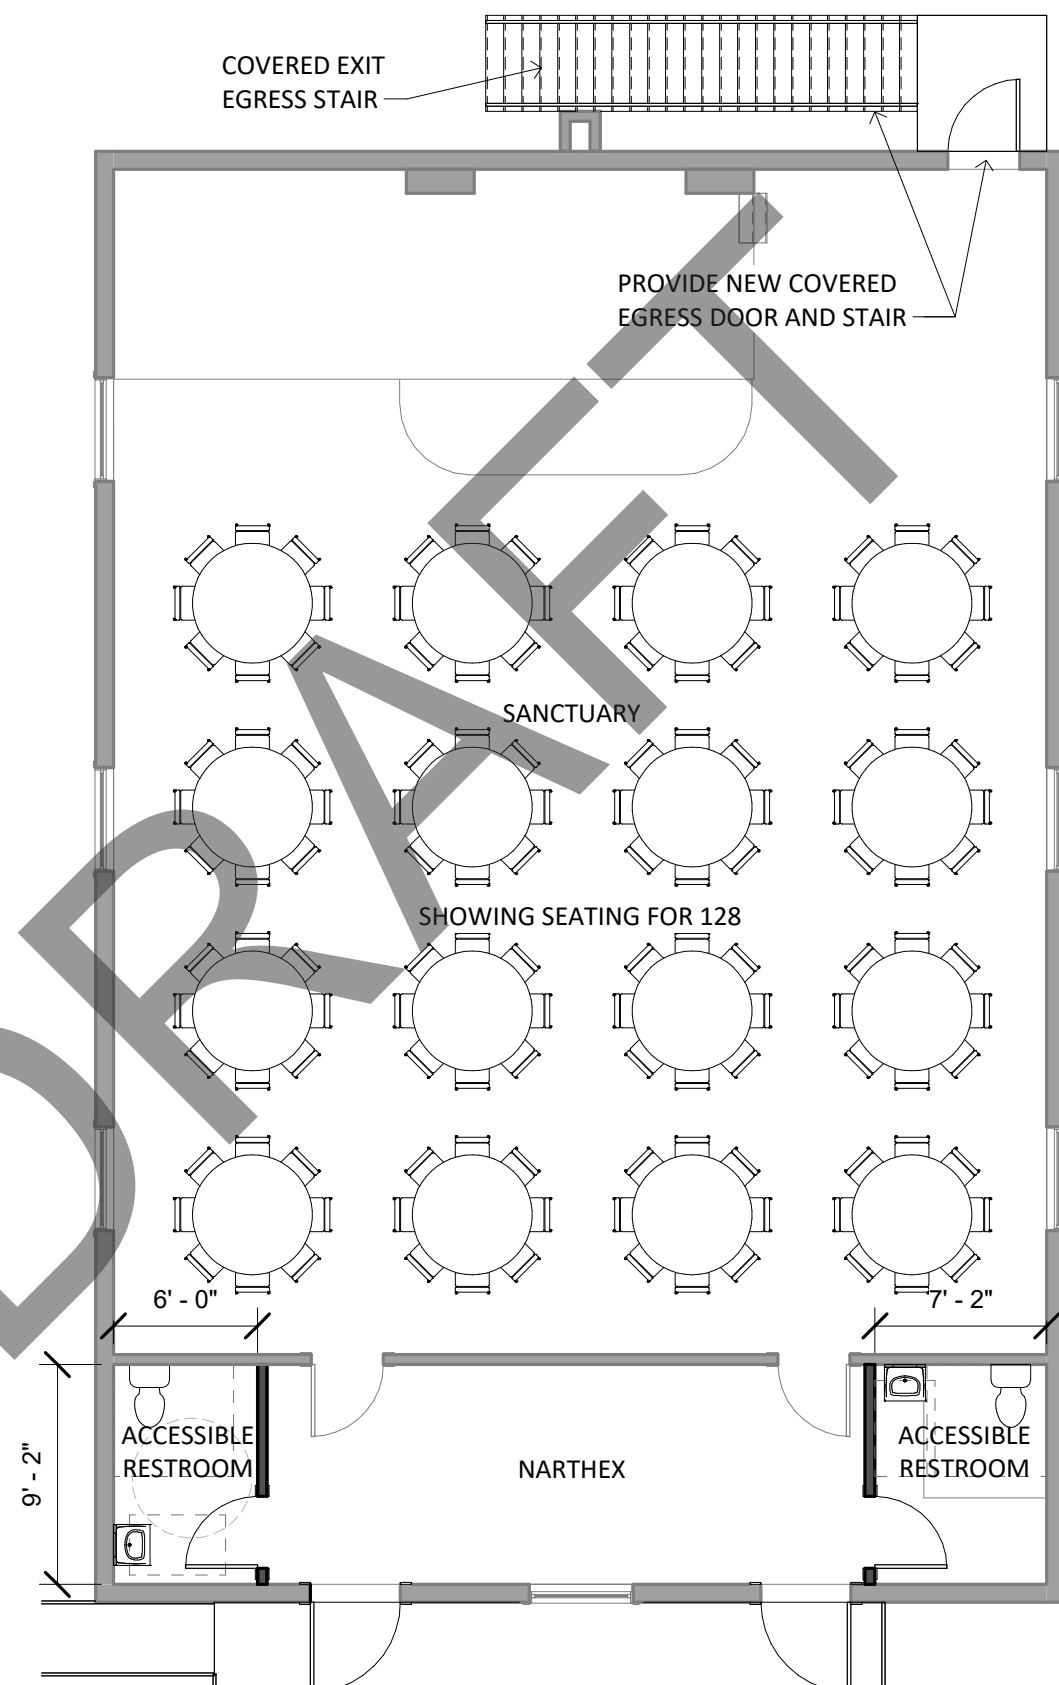 COVERED EXIT
EGRESS STAIR
PROVIDE NEW COVERED
EGRESS DOOR AND STAIR
DRAFT
SANCTUARY
SHOWING SEATING FOR 128
6' - 0"
7' - 2"
9' - 2"
ACCESSIBLE
RESTROOM
NARTHEX
ACCESSIBLE
RESTROOM